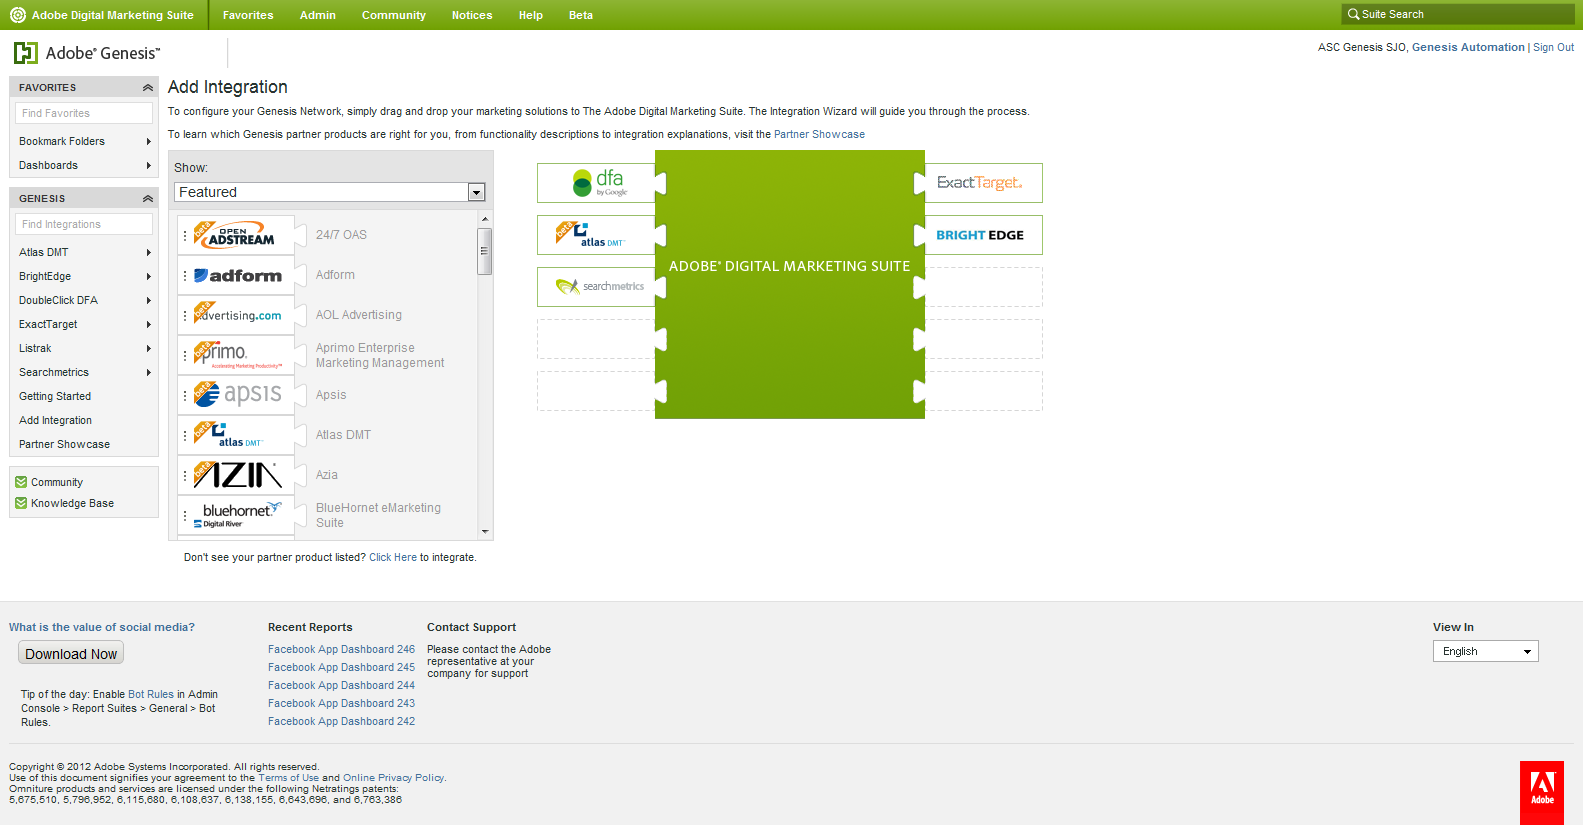 Adobe Digital Marketing Suite
Favorites
Admin
Community
Notices
Help
Beta
Suite Search
Adobe® Genesis™
ASC Genesis SJO, Genesis Automation | Sign Out
FAVORITES
Find Favorites
Bookmark Folders
Dashboards
GENESIS
Find Integrations
Atlas DMT
BrightEdge
DoubleClick DFA
ExactTarget
Listrak
Searchmetrics
Getting Started
Add Integration
Partner Showcase
Community
Knowledge Base
Add Integration
To configure your Genesis Network, simply drag and drop your marketing solutions to The Adobe Digital Marketing Suite. The Integration Wizard will guide you through the process.
To learn which Genesis partner products are right for you, from functionality descriptions to integration explanations, visit the Partner Showcase
Show:
Featured
beta OPEN ADSTREAM
24/7 OAS
adform
Adform
beta advertising.com
AOL Advertising
beta aprimo.
Accelerating Marketing Productivity™
Aprimo Enterprise
Marketing Management
beta apsis
Apsis
beta atlas DMT™
Atlas DMT
beta AZIA
Azia
bluehornet
Digital River
BlueHornet eMarketing
Suite
Don't see your partner product listed? Click Here to integrate.
dfa
by Google
beta atlas DMT™
searchmetrics
ADOBE® DIGITAL MARKETING SUITE
ExactTarget.
BRIGHT EDGE
What is the value of social media?
Download Now
Tip of the day: Enable Bot Rules in Admin
Console > Report Suites > General > Bot
Rules.
Recent Reports
Facebook App Dashboard 246
Facebook App Dashboard 245
Facebook App Dashboard 244
Facebook App Dashboard 243
Facebook App Dashboard 242
Contact Support
Please contact the Adobe
representative at your
company for support
View In
English
Copyright © 2012 Adobe Systems Incorporated. All rights reserved.
Use of this document signifies your agreement to the Terms of Use and Online Privacy Policy.
Omniture products and services are licensed under the following Netratings patents:
5,675,510, 5,796,952, 6,115,680, 6,108,637, 6,138,155, 6,643,696, and 6,763,386
Adobe